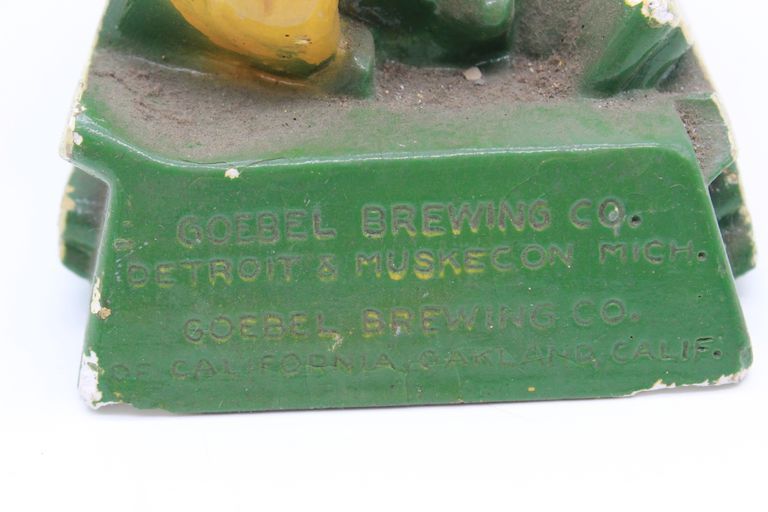 GOEBEL BREWING CO.
DETROIT & MUSKEGON MICH.
GOEBEL BREWING CO.
OF CALIFORNIA, OAKLAND, CALIF.